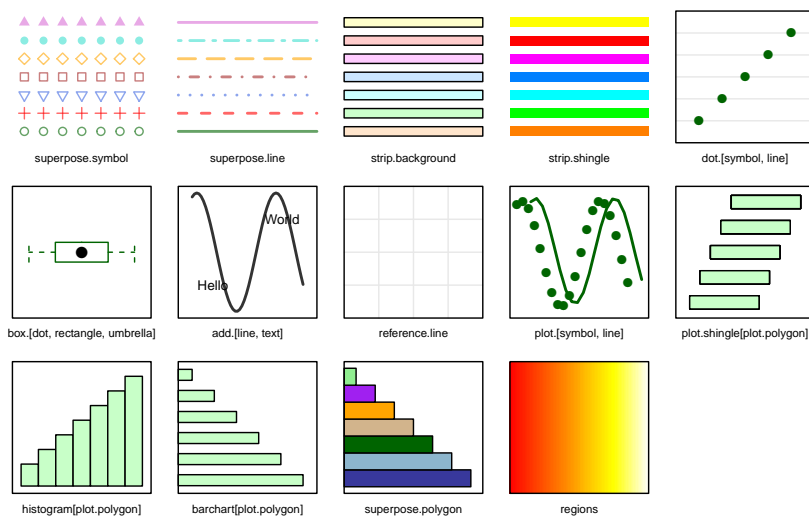 superpose.symbol
superpose.line
strip.background
strip.shingle
dot.[symbol, line]
World
Hello
box.[dot, rectangle, umbrella]
add.[line, text]
reference.line
plot.[symbol, line]
plot.shingle[plot.polygon]
histogram[plot.polygon]
barchart[plot.polygon]
superpose.polygon
regions